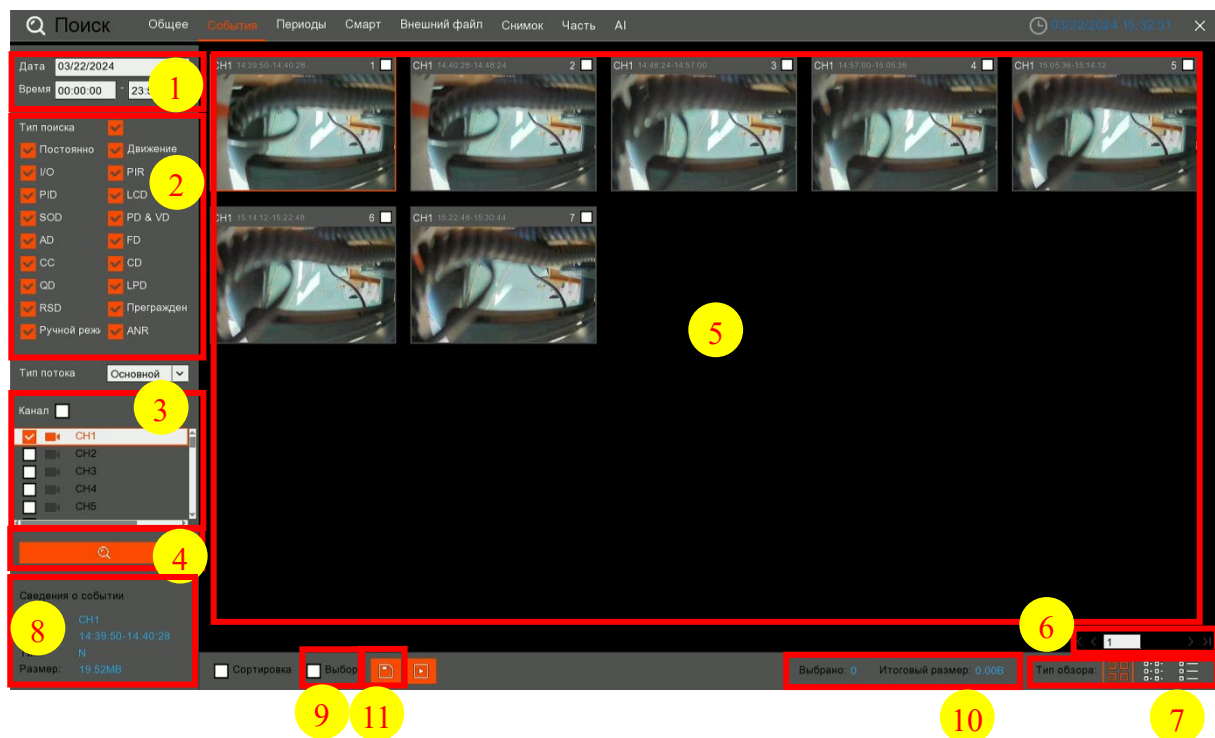 Поиск Общее События Периоды Смарт Внешний файл Снимок Часть AI 03/22/2024 15:32:51
Дата 03/22/2024
Время 00:00:00 - 23:5
1
Тип поиска
Постоянно Движение
I/O PIR
PID LCD
SOD PD & VD
AD FD
CC CD
QD LPD
RSD Прегражден
Ручной режи ANR
2
Тип потока Основной
3
Канал
CH1
CH2
CH3
CH4
CH5
4
Сведения о событии
CH1
14:39:50-14:40:28
N
Размер: 19.52MB
8
CH1 14:39:50-14:40:28 1
CH1 14:40:28-14:48:24 2
CH1 14:48:24-14:57:00 3
CH1 14:57:00-15:05:36 4
CH1 15:05:36-15:14:12 5
CH1 15:14:12-15:22:48 6
CH1 15:22:48-15:30:44 7
5
6
1
Сортировка Выбор
Выбрано: 0 Итоговый размер: 0.00B
Тип обзора:
9 11 10 7